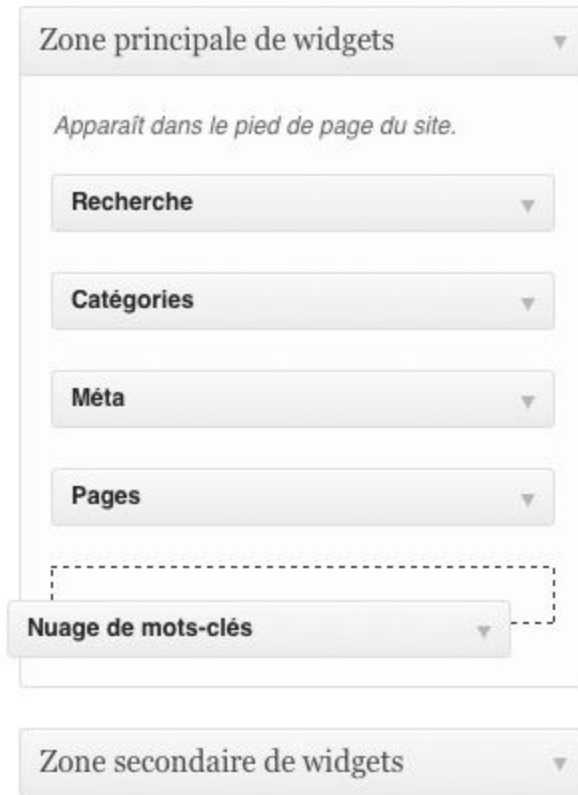 Zone principale de widgets
Apparaît dans le pied de page du site.
Recherche
Catégories
Méta
Pages
Nuage de mots-clés
Zone secondaire de widgets